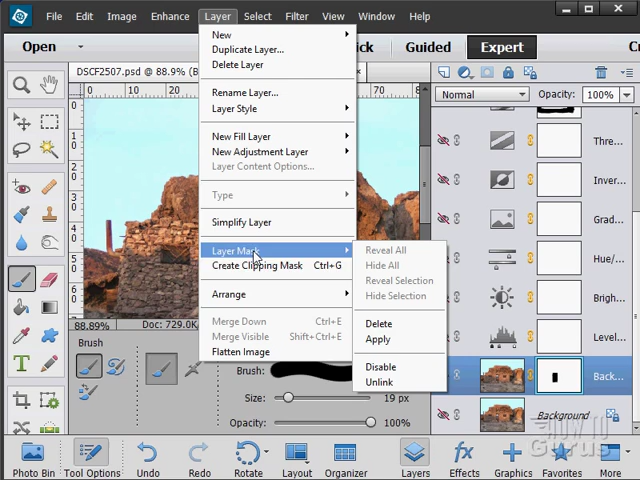 File Edit Image Enhance Layer Select Filter View Window Help
Open
Guided
Expert
DSCF2507.psd @ 88.9% (B
New
Duplicate Layer...
Delete Layer
Rename Layer...
Layer Style
New Fill Layer
New Adjustment Layer
Layer Content Options...
Type
Simplify Layer
Layer Mask
Create Clipping Mask Ctrl+G
Arrange
Merge Down Ctrl+E
Merge Visible Shift+Ctrl+E
Flatten Image
Reveal All
Hide All
Reveal Selection
Hide Selection
Delete
Apply
Disable
Unlink
Normal
Opacity: 100%
Thre...
Inver...
Grad...
Hue/...
Brigh...
Level...
Back...
Background
88.89% Doc: 729.0K/
Brush
Brush:
Size: 19 px
Opacity: 100%
Photo Bin
Tool Options
Undo
Redo
Rotate
Layout
Organizer
Layers
Effects
Graphics
Favorites
More
HOW TO
Gurus